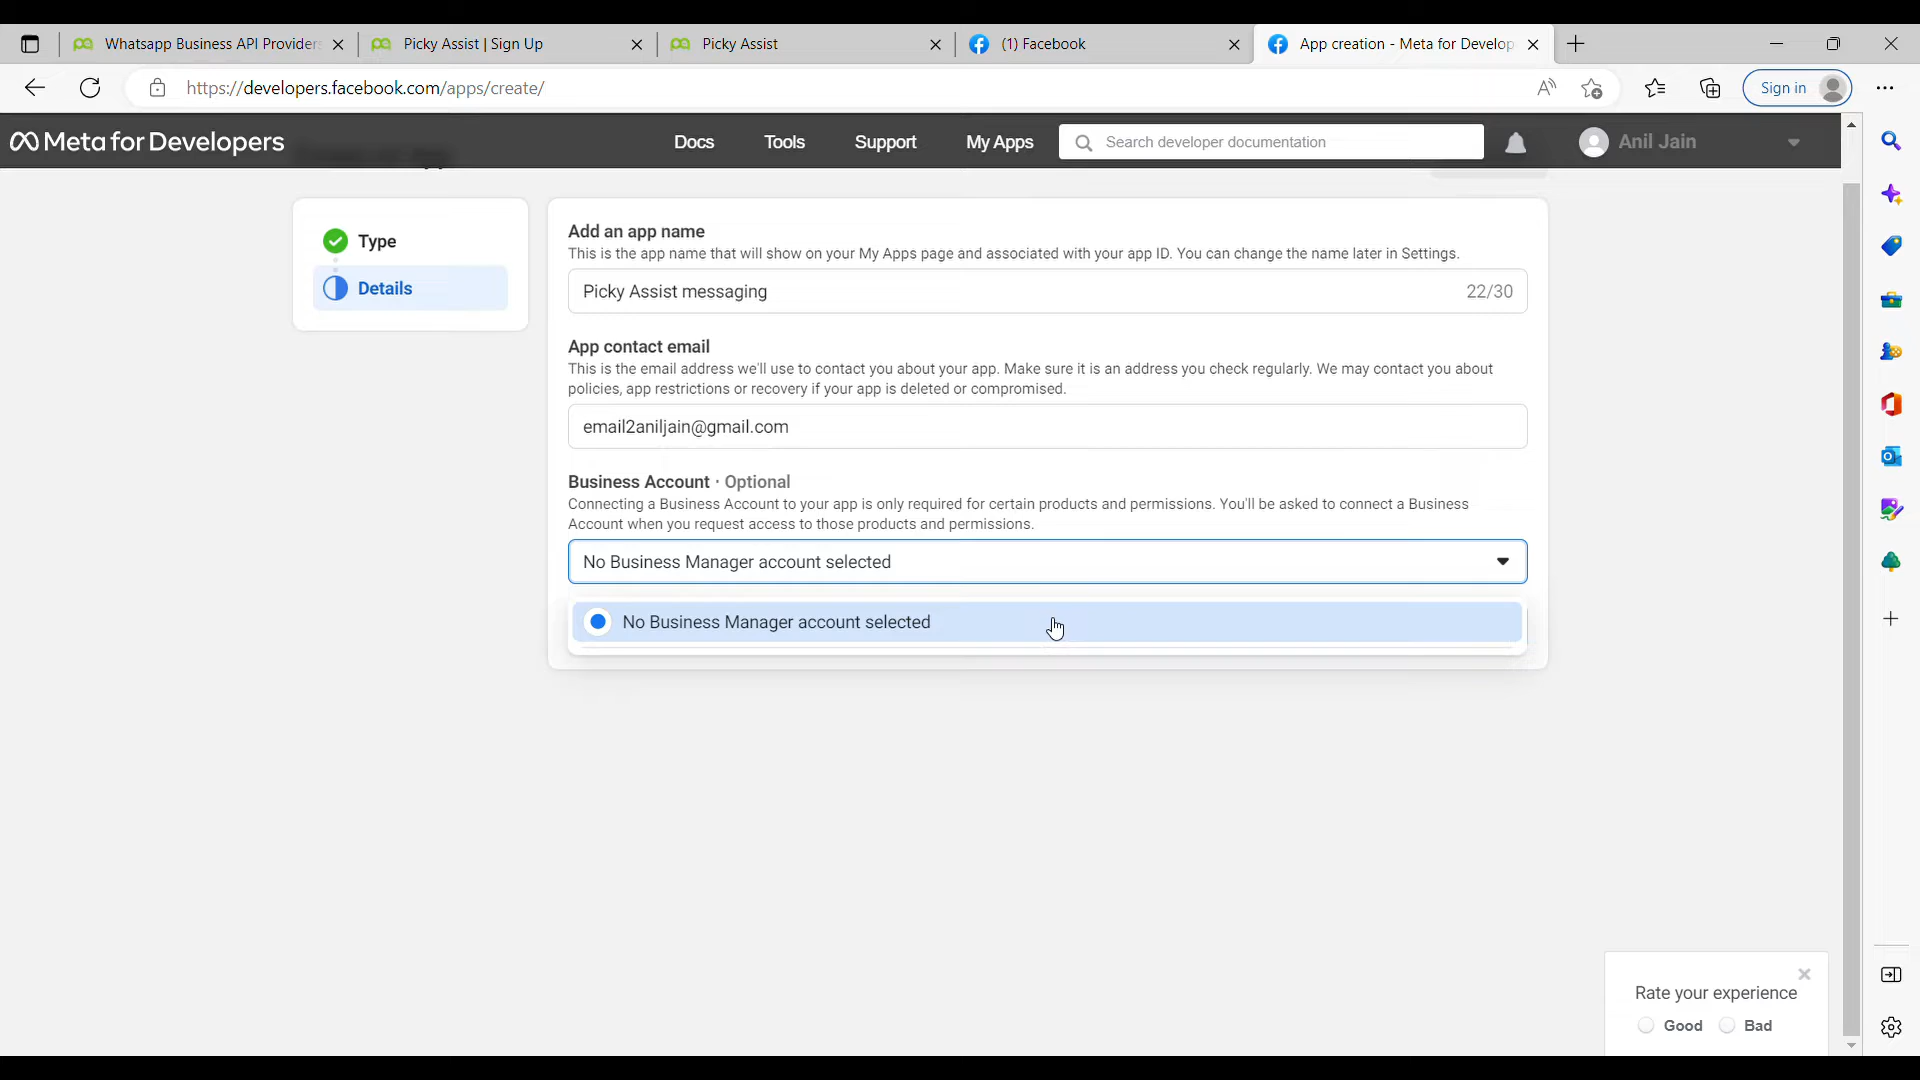 Whatsapp Business API Providers
Picky Assist | Sign Up
Picky Assist
(1) Facebook
App creation - Meta for Develop
https://developers.facebook.com/apps/create/
Sign in
Meta for Developers
Docs
Tools
Support
My Apps
Search developer documentation
Anil Jain
Type
Details
Add an app name
This is the app name that will show on your My Apps page and associated with your app ID. You can change the name later in Settings.
Picky Assist messaging
22/30
App contact email
This is the email address we'll use to contact you about your app. Make sure it is an address you check regularly. We may contact you about
policies, app restrictions or recovery if your app is deleted or compromised.
email2aniljain@gmail.com
Business Account · Optional
Connecting a Business Account to your app is only required for certain products and permissions. You'll be asked to connect a Business
Account when you request access to those products and permissions.
No Business Manager account selected
No Business Manager account selected
Rate your experience
Good
Bad